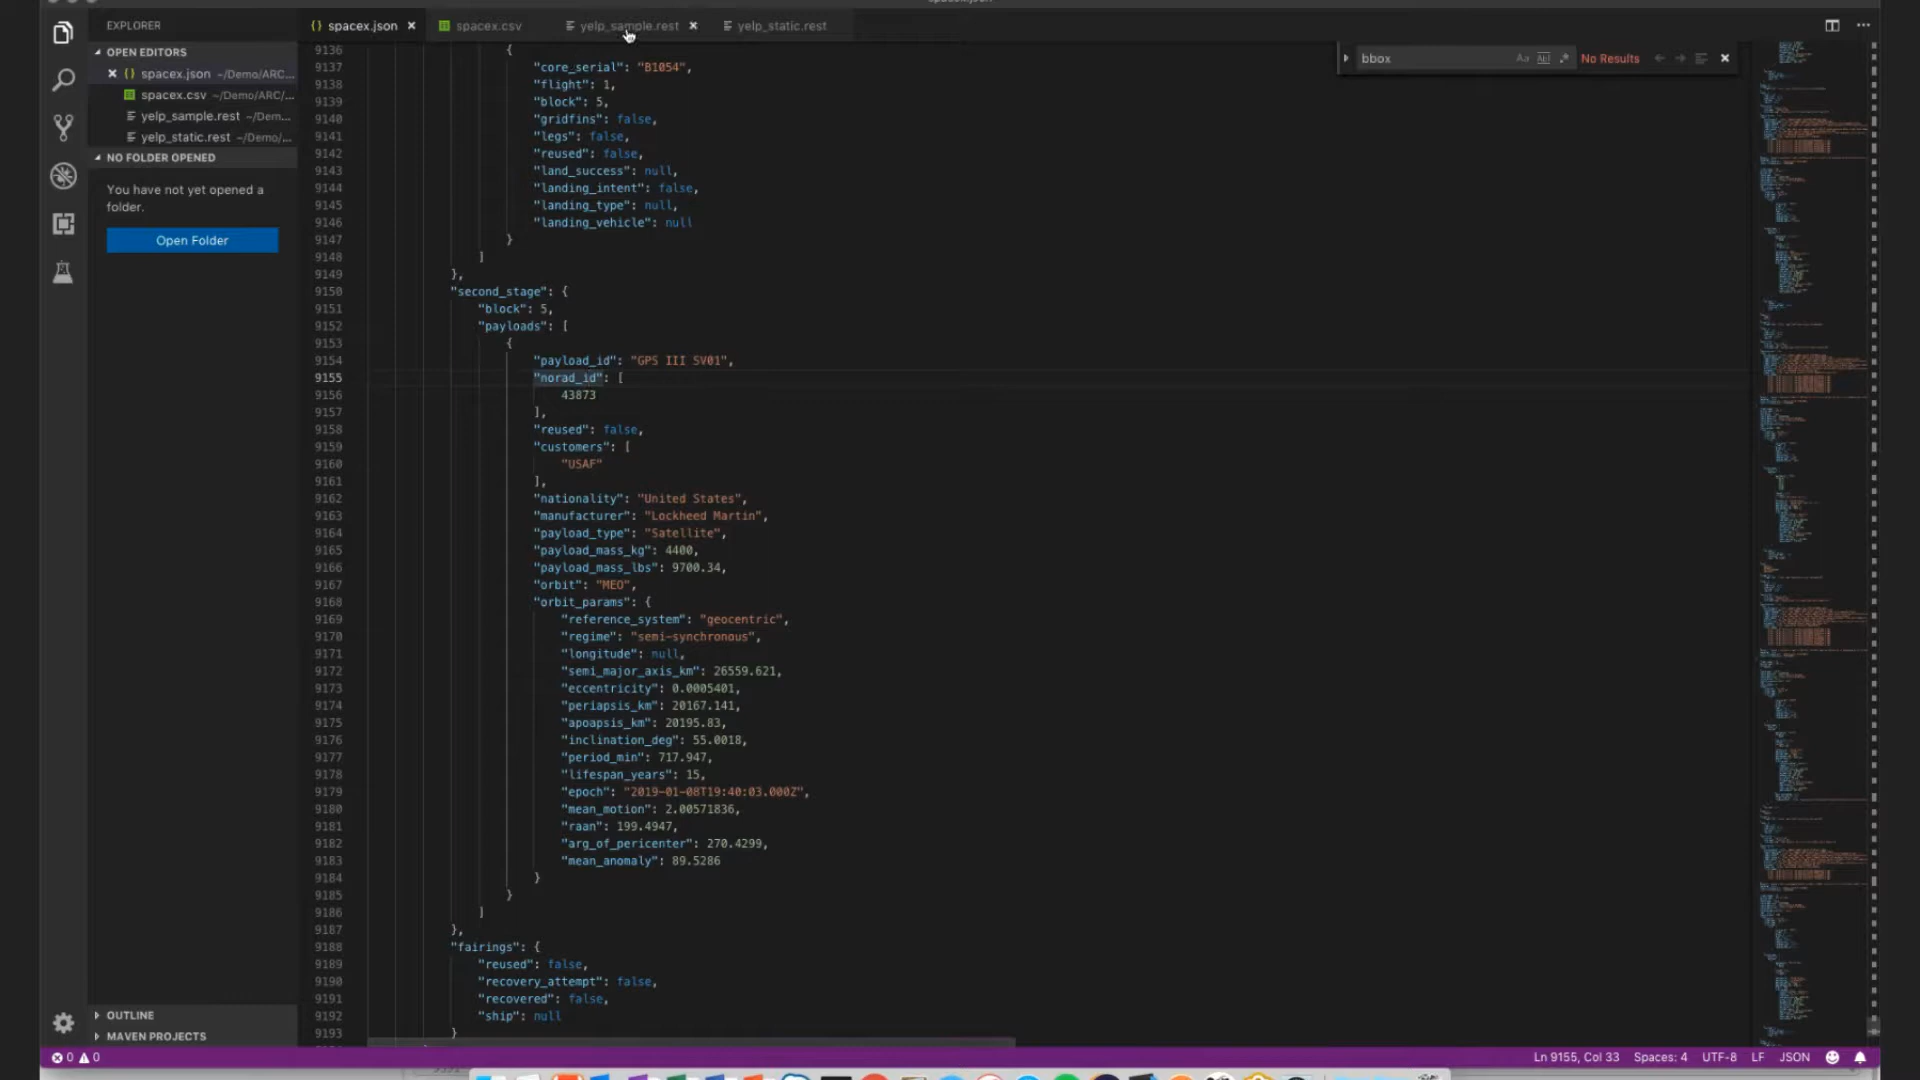 EXPLORER
spacex.json
spacex.csv
yelp_sample.rest
yelp_static.rest
OPEN EDITORS
spacex.json ~/Demo/ARC...
spacex.csv ~/Demo/ARC/...
yelp_sample.rest ~/Dem...
yelp_static.rest ~/Demo/...
NO FOLDER OPENED
You have not yet opened a
folder.
Open Folder
OUTLINE
MAVEN PROJECTS
bbox
No Results
9136 {
9137 "core_serial": "B1054",
9138 "flight": 1,
9139 "block": 5,
9140 "gridfins": false,
9141 "legs": false,
9142 "reused": false,
9143 "land_success": null,
9144 "landing_intent": false,
9145 "landing_type": null,
9146 "landing_vehicle": null
9147 }
9148 ]
9149 },
9150 "second_stage": {
9151 "block": 5,
9152 "payloads": [
9153 {
9154 "payload_id": "GPS III SV01",
9155 "norad_id": [
9156 43873
9157 ],
9158 "reused": false,
9159 "customers": [
9160 "USAF"
9161 ],
9162 "nationality": "United States",
9163 "manufacturer": "Lockheed Martin",
9164 "payload_type": "Satellite",
9165 "payload_mass_kg": 4400,
9166 "payload_mass_lbs": 9700.34,
9167 "orbit": "MEO",
9168 "orbit_params": {
9169 "reference_system": "geocentric",
9170 "regime": "semi-synchronous",
9171 "longitude": null,
9172 "semi_major_axis_km": 26559.621,
9173 "eccentricity": 0.0005401,
9174 "periapsis_km": 20167.141,
9175 "apoapsis_km": 20195.83,
9176 "inclination_deg": 55.0018,
9177 "period_min": 717.947,
9178 "lifespan_years": 15,
9179 "epoch": "2019-01-08T19:40:03.000Z",
9180 "mean_motion": 2.00571836,
9181 "raan": 199.4947,
9182 "arg_of_pericenter": 270.4299,
9183 "mean_anomaly": 89.5286
9184 }
9185 }
9186 ]
9187 },
9188 "fairings": {
9189 "reused": false,
9190 "recovery_attempt": false,
9191 "recovered": false,
9192 "ship": null
9193 }
0 0
Ln 9155, Col 33
Spaces: 4
UTF-8
LF
JSON